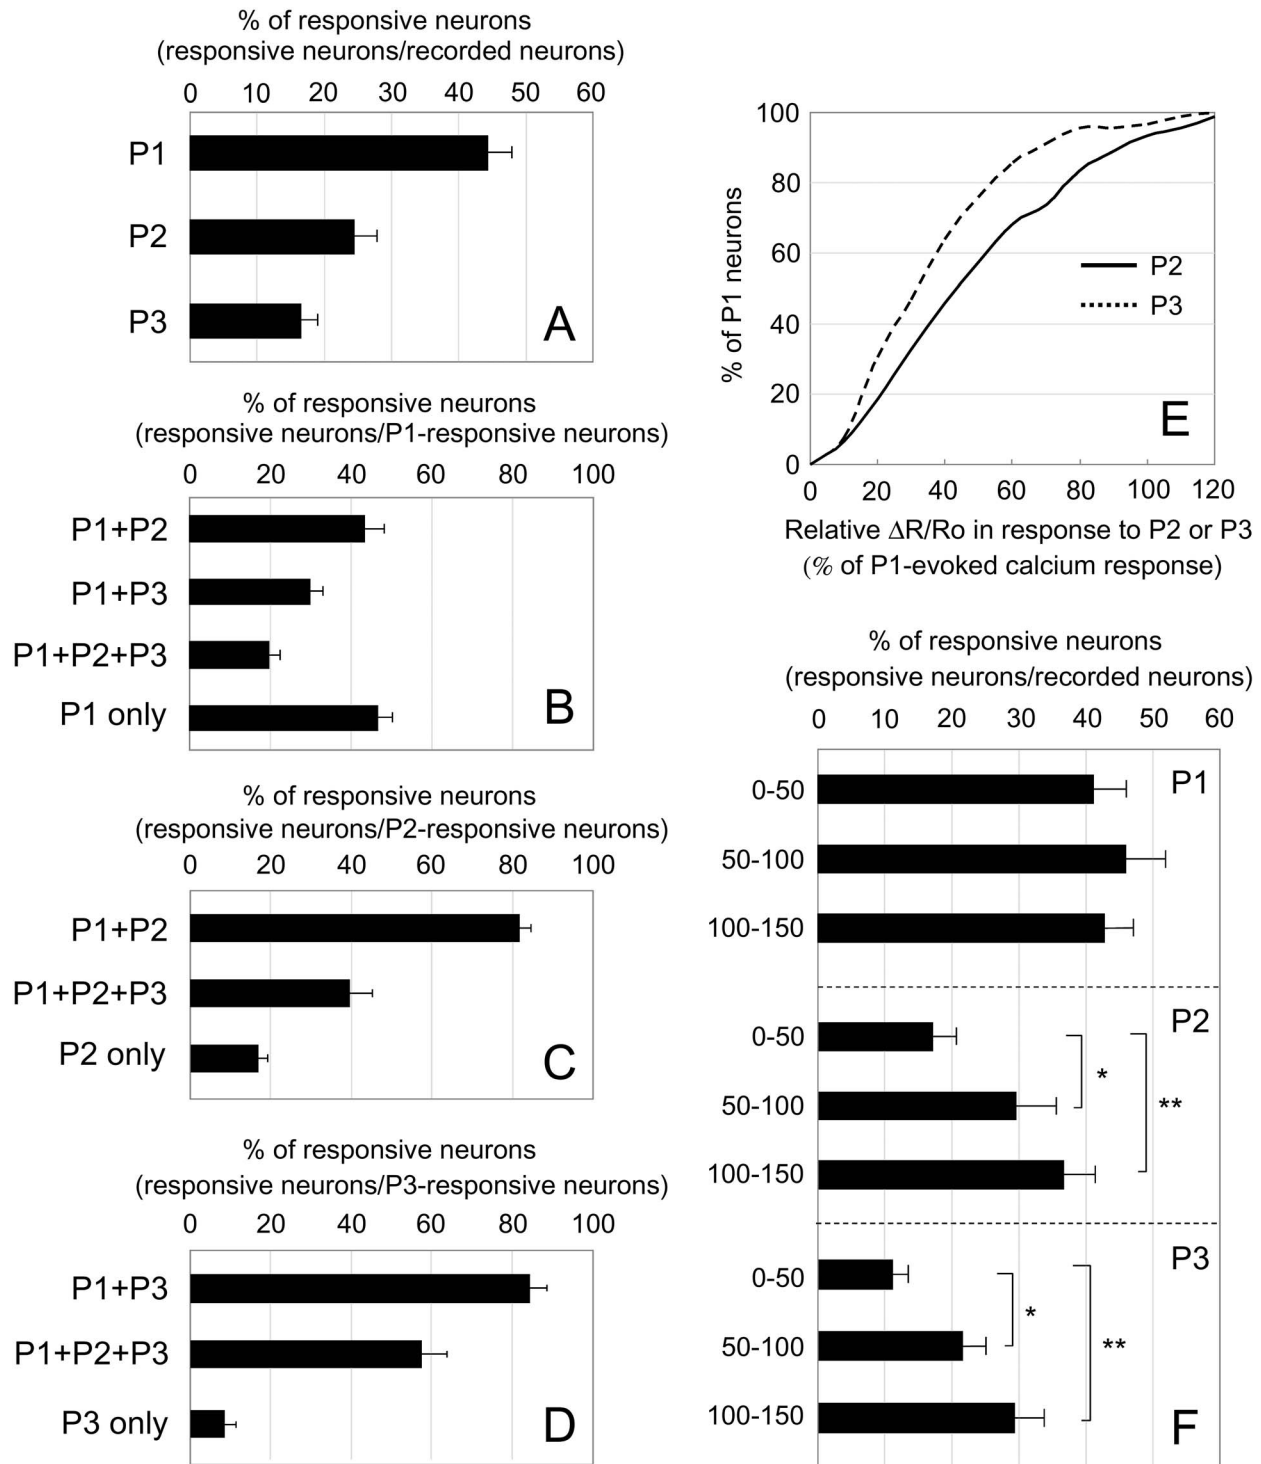 % of responsive neurons
(responsive neurons/recorded neurons)
0 10 20 30 40 50 60
P1
P2
P3
A
% of responsive neurons
(responsive neurons/P1-responsive neurons)
0 20 40 60 80 100
P1+P2
P1+P3
P1+P2+P3
P1 only
B
% of responsive neurons
(responsive neurons/P2-responsive neurons)
0 20 40 60 80 100
P1+P2
P1+P2+P3
P2 only
C
% of responsive neurons
(responsive neurons/P3-responsive neurons)
0 20 40 60 80 100
P1+P3
P1+P2+P3
P3 only
D
% of P1 neurons
100
80
60
40
20
0
P2
P3
E
0 20 40 60 80 100 120
Relative ΔR/Ro in response to P2 or P3
(% of P1-evoked calcium response)
% of responsive neurons
(responsive neurons/recorded neurons)
0 10 20 30 40 50 60
P1
0-50
50-100
100-150
P2
0-50
*
50-100
**
100-150
P3
0-50
*
50-100
**
100-150
F